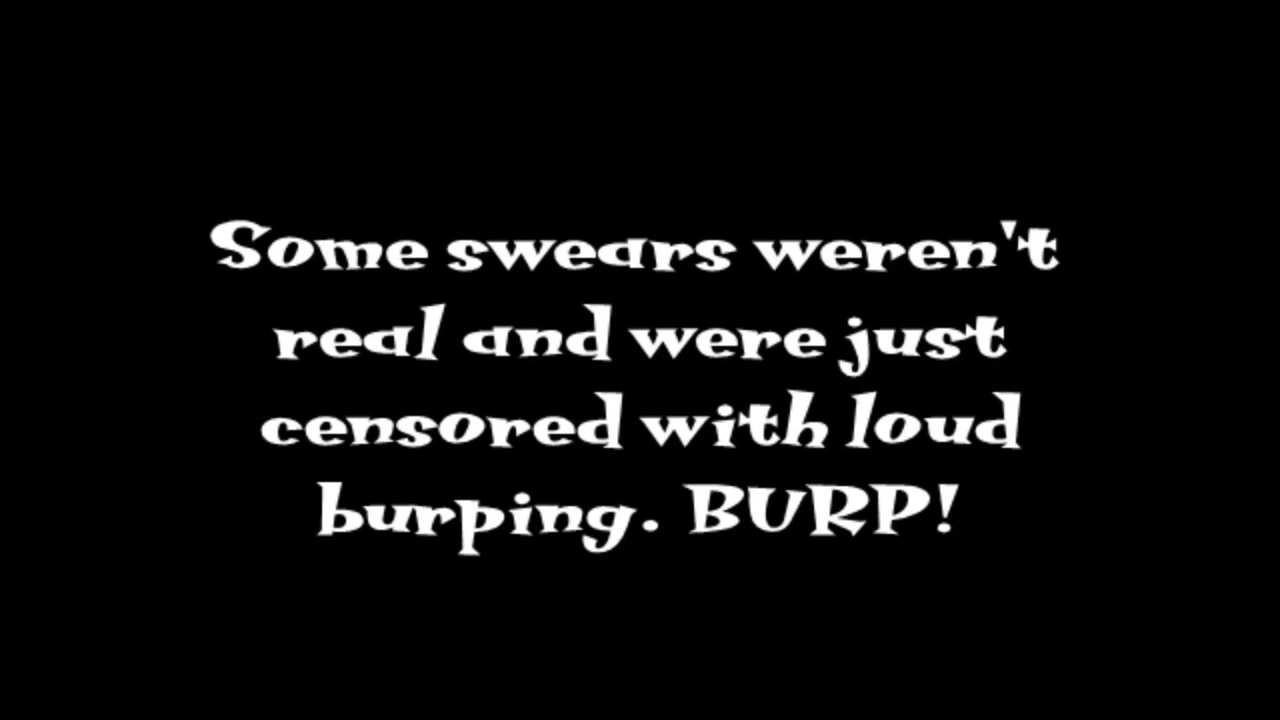 Some swears weren't
real and were just
censored with loud
burping. BURP!